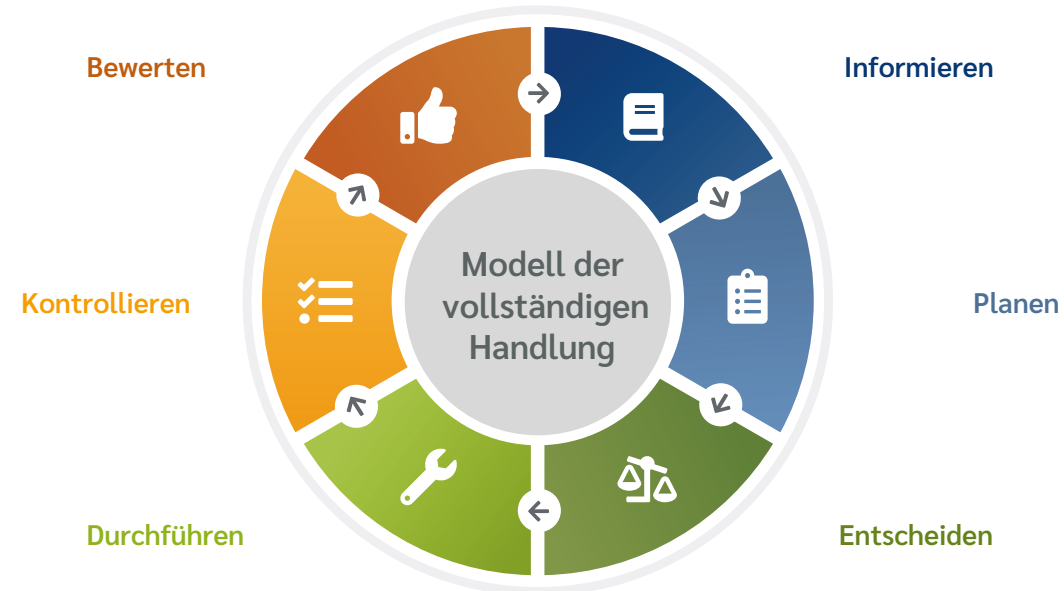 Bewerten
Informieren
Modell der
vollständigen
Handlung
Kontrollieren
Planen
Durchführen
Entscheiden